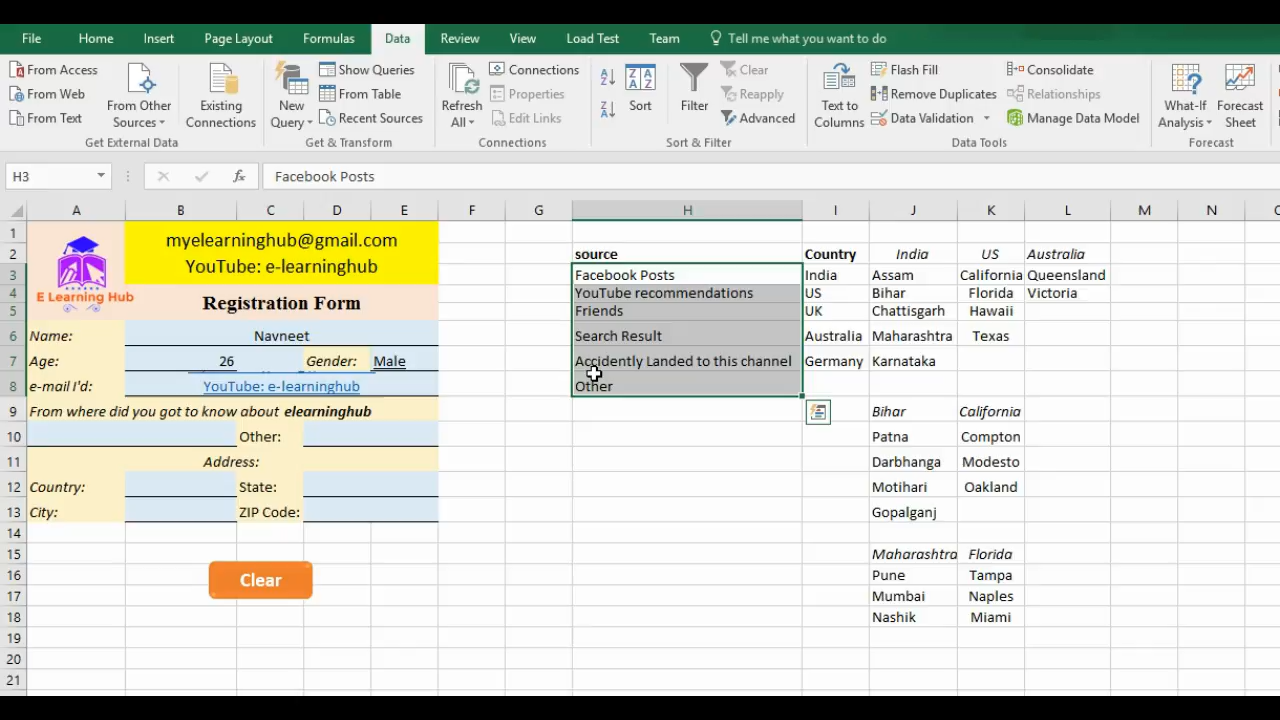 File Home Insert Page Layout Formulas Data Review View Load Test Team Tell me what you want to do
From Access
From Web
From Text
From Other Sources
Existing Connections
Get External Data
New Query
Show Queries
From Table
Recent Sources
Get & Transform
Refresh All
Connections
Properties
Edit Links
Connections
Sort
Filter
Clear
Reapply
Advanced
Sort & Filter
Text to Columns
Flash Fill
Remove Duplicates
Data Validation
Consolidate
Relationships
Manage Data Model
Data Tools
What-If Analysis
Forecast Sheet
Forecast
H3 fx Facebook Posts
A B C D E F G H I J K L M N
1
myelearninghub@gmail.com
YouTube: e-learninghub
E Learning Hub
Registration Form
2 source Country India US Australia
3 Facebook Posts India Assam California Queensland
4 YouTube recommendations US Bihar Florida Victoria
5 Friends UK Chattisgarh Hawaii
6 Name: Navneet Search Result Australia Maharashtra Texas
7 Age: 26 Gender: Male Accidently Landed to this channel Germany Karnataka
8 e-mail I'd: YouTube: e-learninghub Other
9 From where did you got to know about elearninghub Bihar California
10 Other: Patna Compton
11 Address: Darbhanga Modesto
12 Country: State: Motihari Oakland
13 City: ZIP Code: Gopalganj
14
15 Maharashtra Florida
16 Clear Pune Tampa
17 Mumbai Naples
18 Nashik Miami
19
20
21